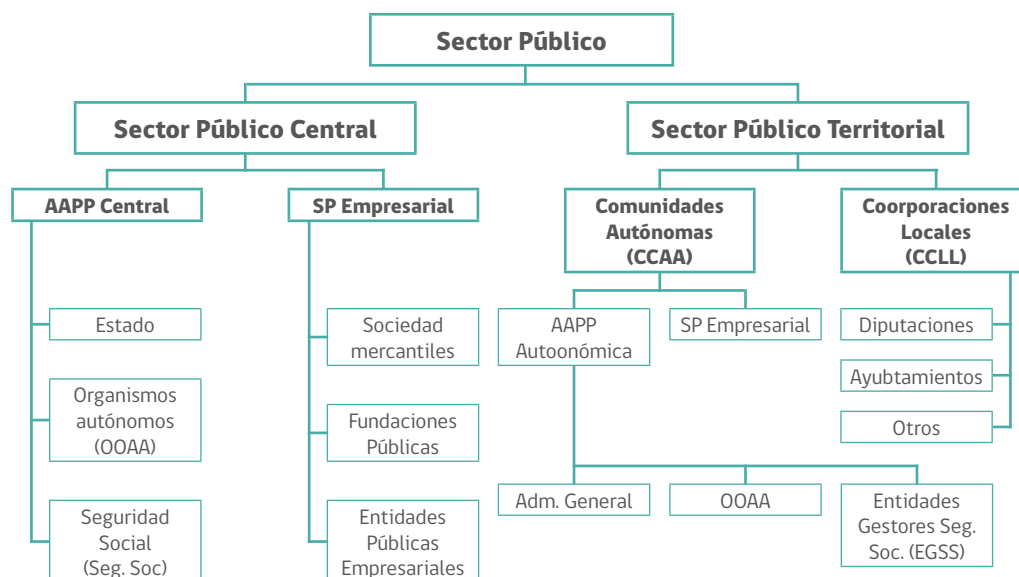 Sector Público
Sector Público Central
Sector Público Territorial
AAPP Central
SP Empresarial
Comunidades
Autónomas
(CCAA)
Coorporaciones
Locales
(CCLL)
Estado
Organismos
autónomos
(OOAA)
Seguridad
Social
(Seg. Soc)
Sociedad
mercantiles
Fundaciones
Públicas
Entidades
Públicas
Empresariales
AAPP
Autoonómica
SP Empresarial
Diputaciones
Ayubtamientos
Otros
Adm. General
OOAA
Entidades
Gestores Seg.
Soc. (EGSS)